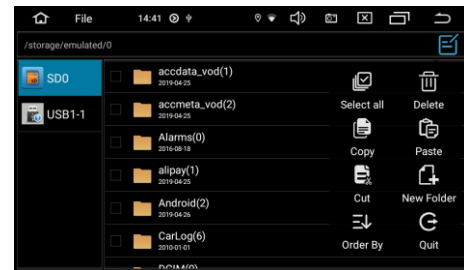 File 14:41
/storage/emulated/0
SD0
USB1-1
accdata_vod(1)
2019-04-25
accmeta_vod(2)
2019-04-25
Alarms(0)
2016-08-18
alipay(1)
2019-04-25
Android(2)
2019-04-26
CarLog(6)
2010-01-01
DCIM(0)
Select all
Delete
Copy
Paste
Cut
New Folder
Order By
Quit